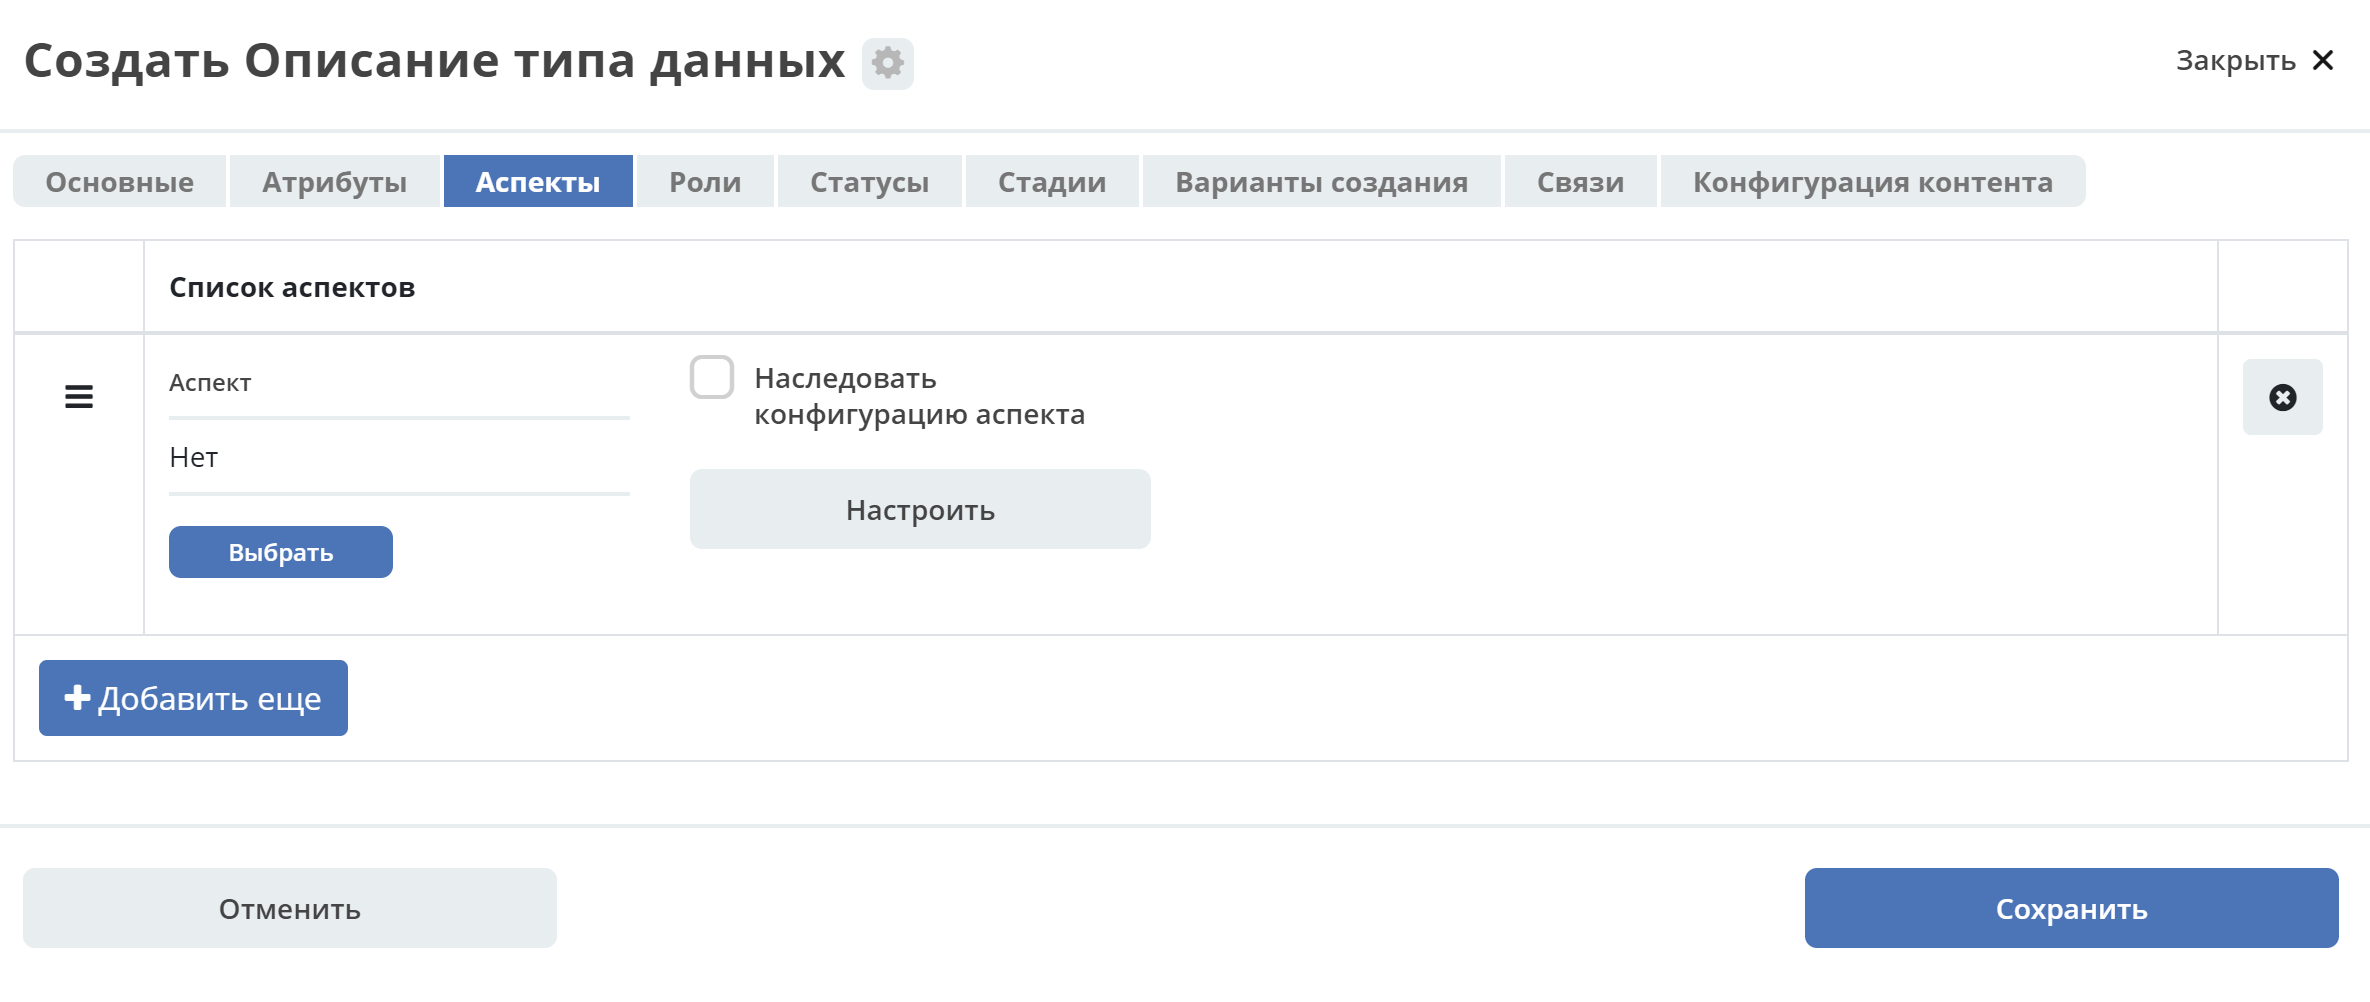 Создать Описание типа данных
Закрыть
Основные Атрибуты Аспекты Роли Статусы Стадии Варианты создания Связи Конфигурация контента
Список аспектов
Аспект
Нет
Выбрать
Наследовать
конфигурацию аспекта
Настроить
Добавить еще
Отменить
Сохранить